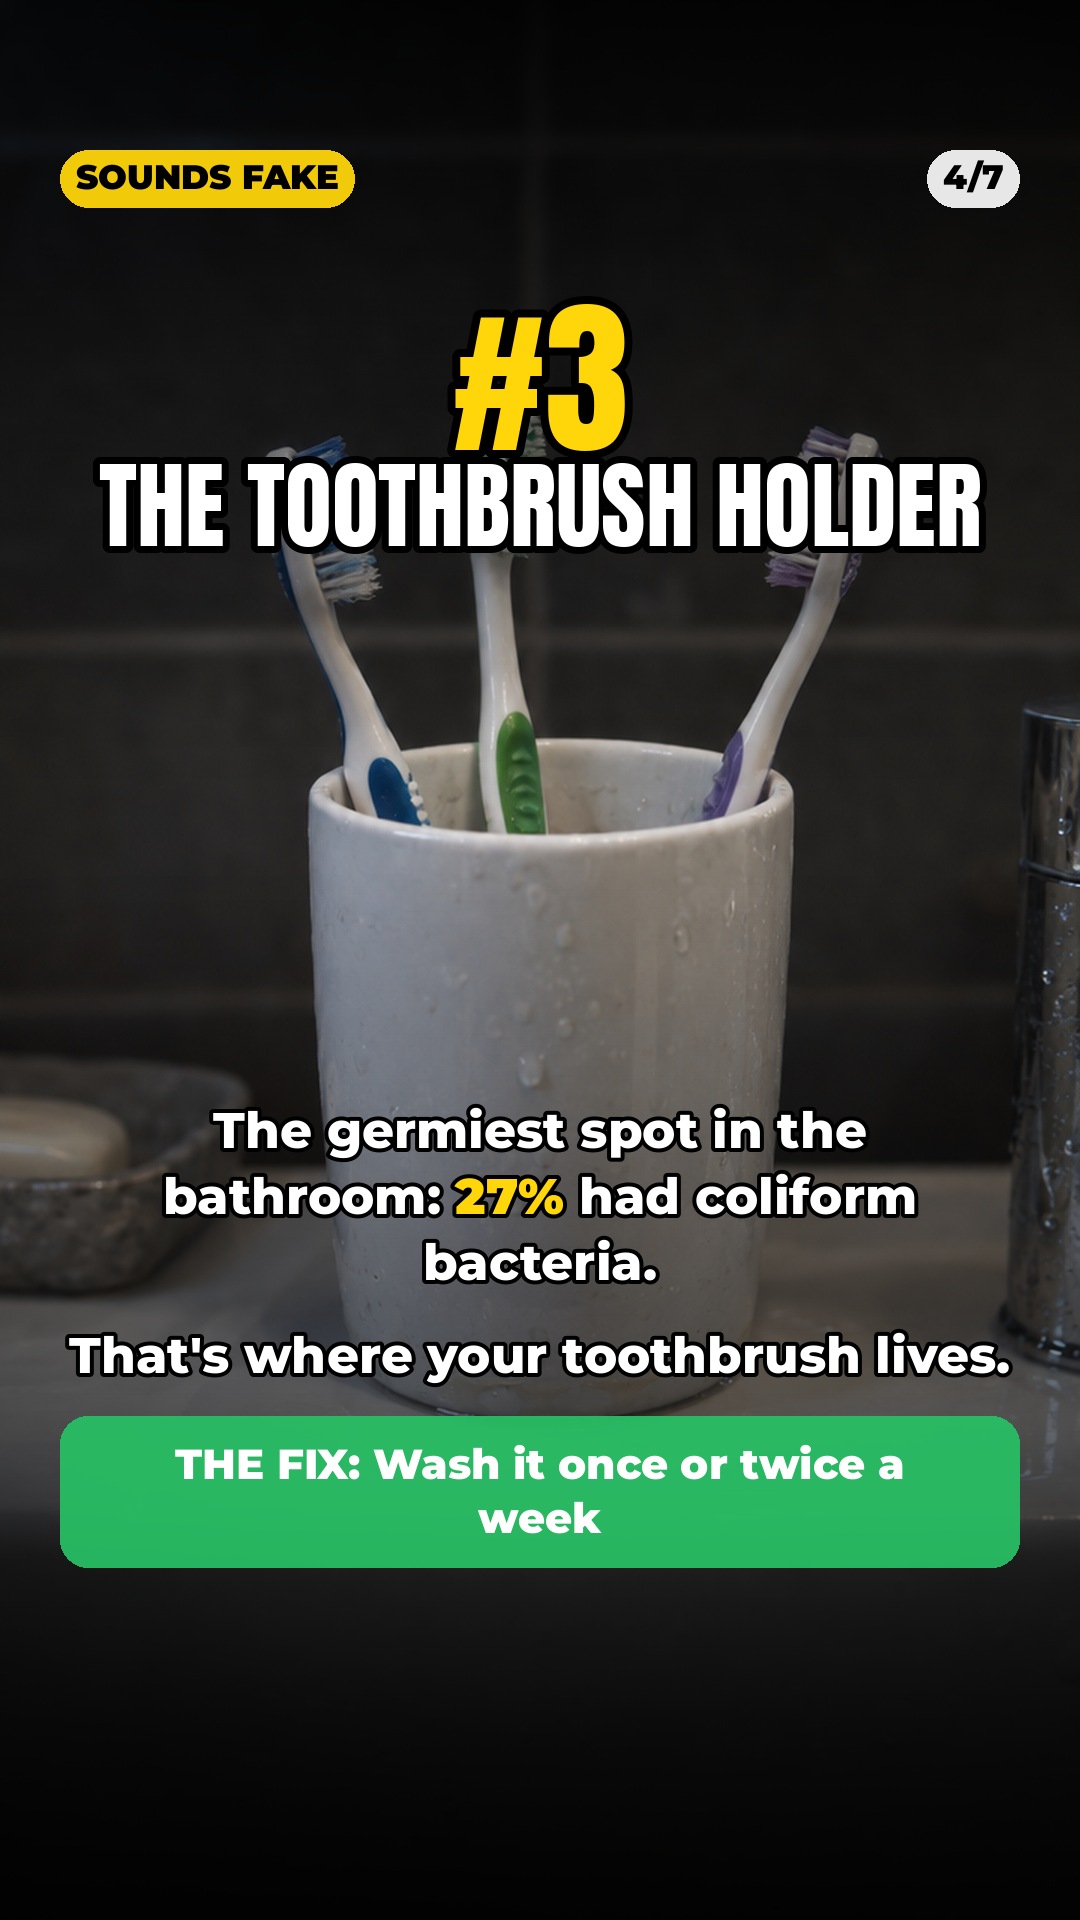 SOUNDS FAKE
4/7
#3
THE TOOTHBRUSH HOLDER
The germiest spot in the
bathroom: 27% had coliform
bacteria.
That's where your toothbrush lives.
THE FIX: Wash it once or twice a
week